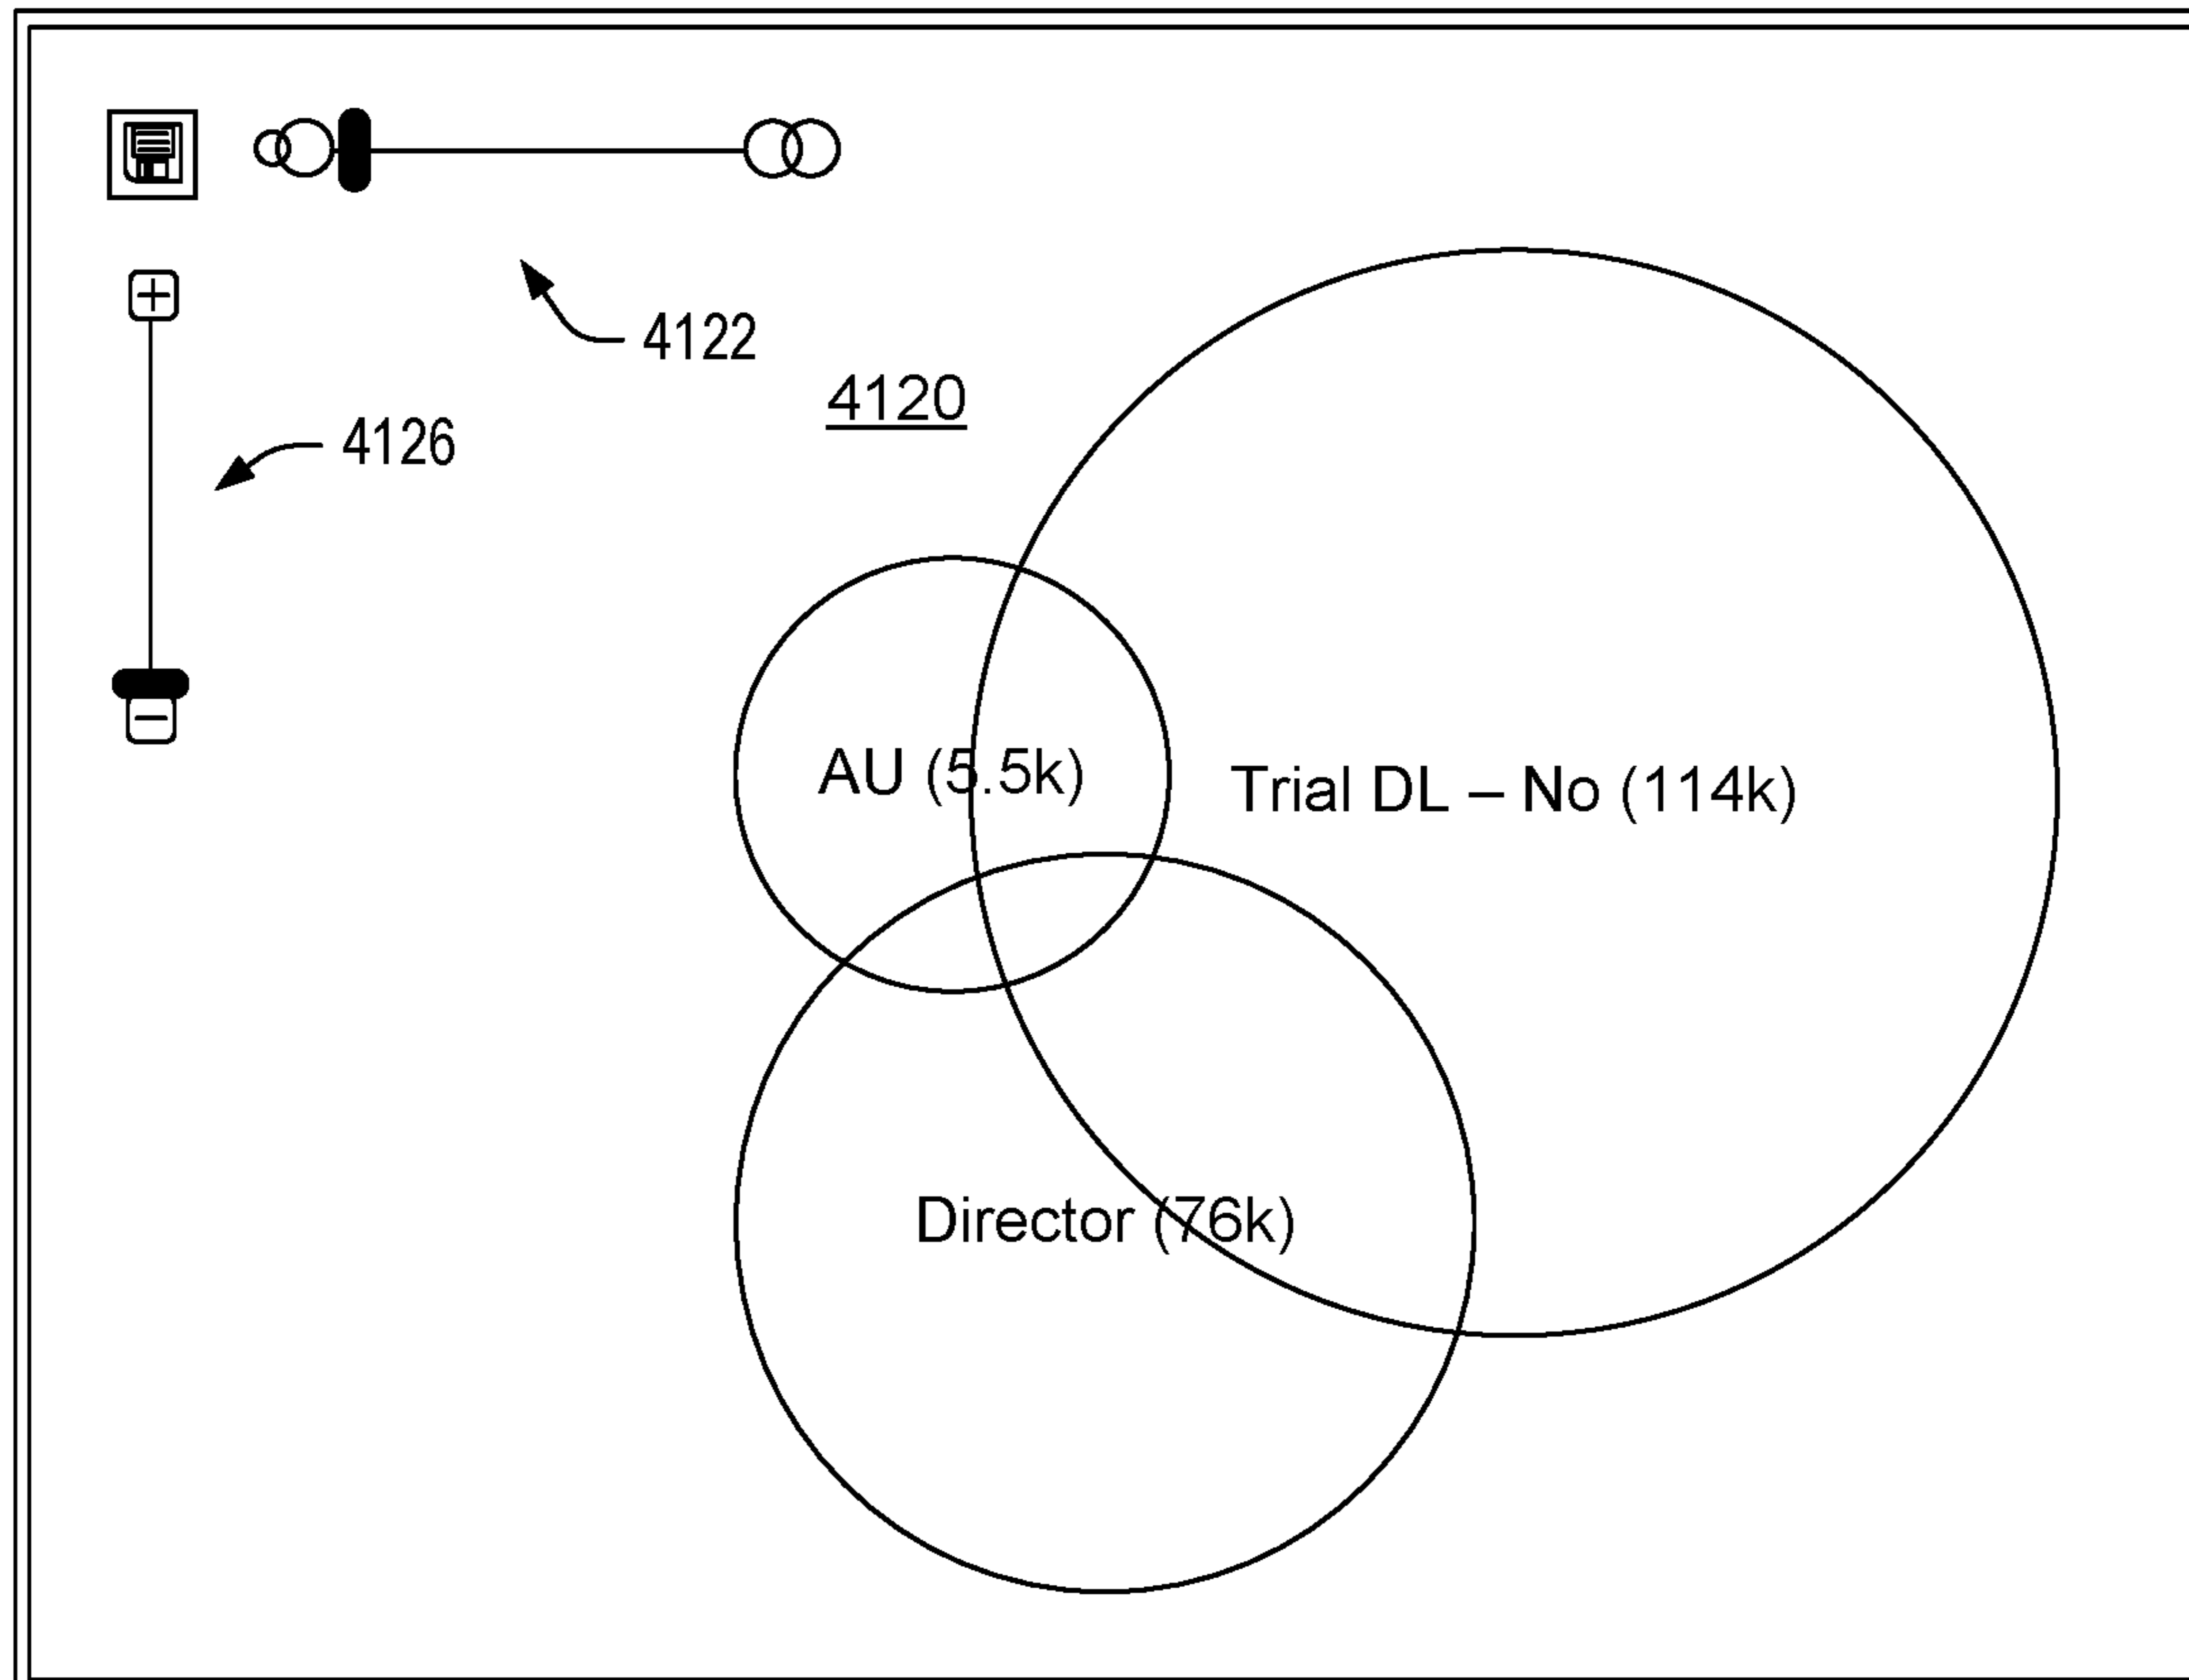 4122
4120
4126
AU (5.5k)
Trial DL – No (114k)
Director (76k)